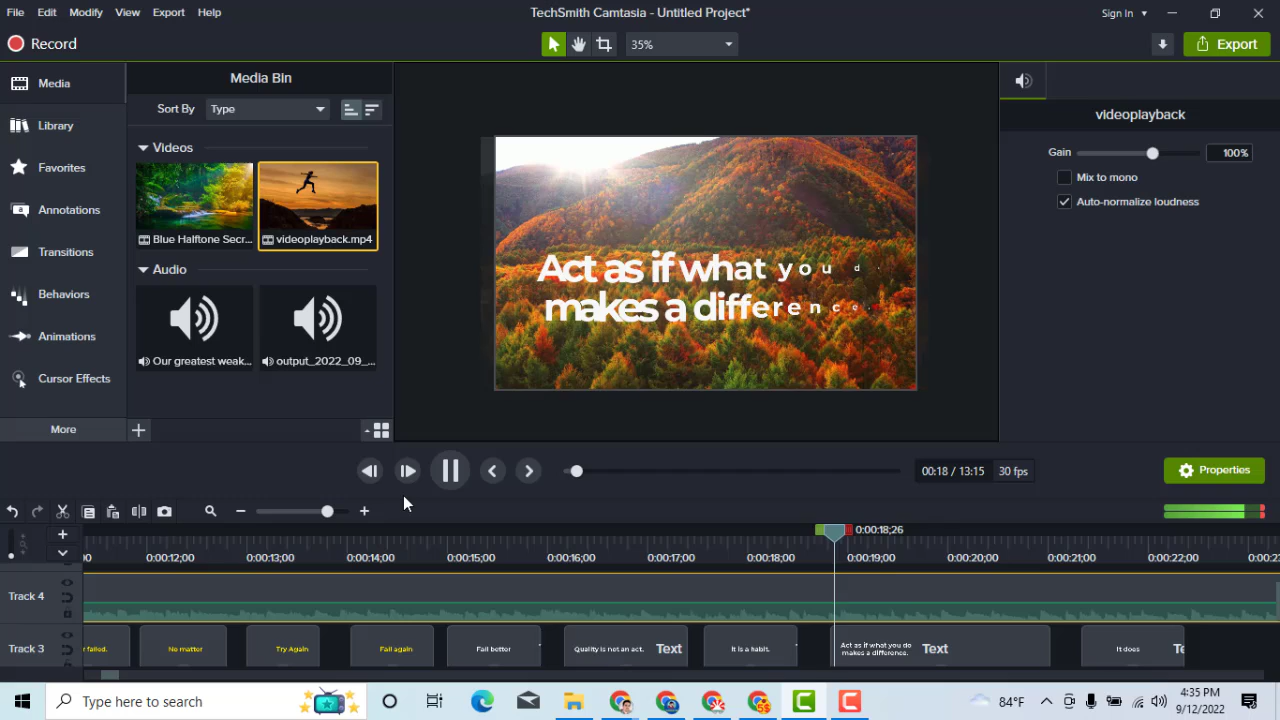 File Edit Modify View Export Help
TechSmith Camtasia - Untitled Project*
Sign In
Record
35%
Export
Media
Library
Favorites
Annotations
Transitions
Behaviors
Animations
Cursor Effects
More
Media Bin
Sort By Type
Videos
Blue Halftone Secr... videoplayback.mp4
Audio
Our greatest weak... output_2022_09_...
Act as if what you d
makes a difference.
videoplayback
Gain 100%
Mix to mono
Auto-normalize loudness
00:18 / 13:15 30 fps
Properties
0:00:18;26
0:00:12;00 0:00:13;00 0:00:14;00 0:00:15;00 0:00:16;00 0:00:17;00 0:00:18;00 0:00:19;00 0:00:20;00 0:00:21;00 0:00:22;00
Track 4
Track 3
failed. No matter Try Again Fail again Fail better Quality is not an act. Text It is a habit. Act as if what you do
makes a difference. Text It does Te
Type here to search
84°F
4:35 PM
9/12/2022